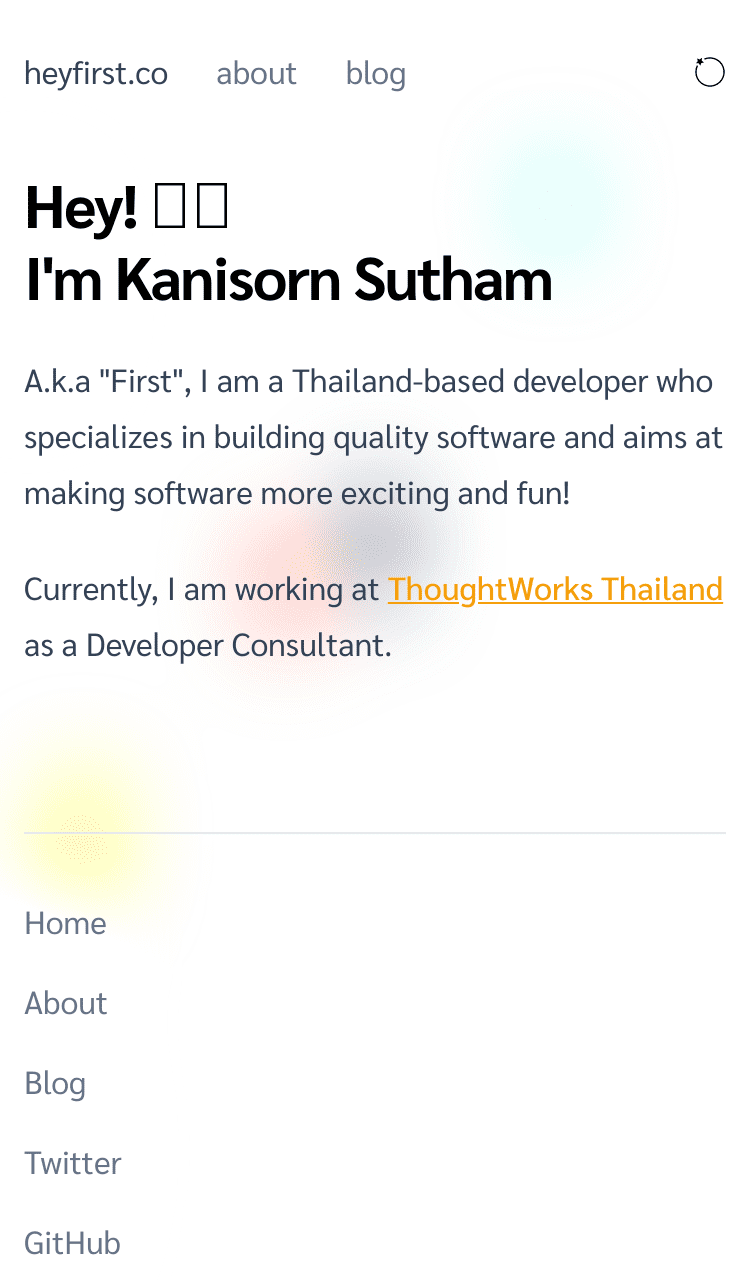 heyfirst.co about blog
Hey!
I'm Kanisorn Sutham
A.k.a "First", I am a Thailand-based developer who
specializes in building quality software and aims at
making software more exciting and fun!
Currently, I am working at ThoughtWorks Thailand
as a Developer Consultant.
Home
About
Blog
Twitter
GitHub